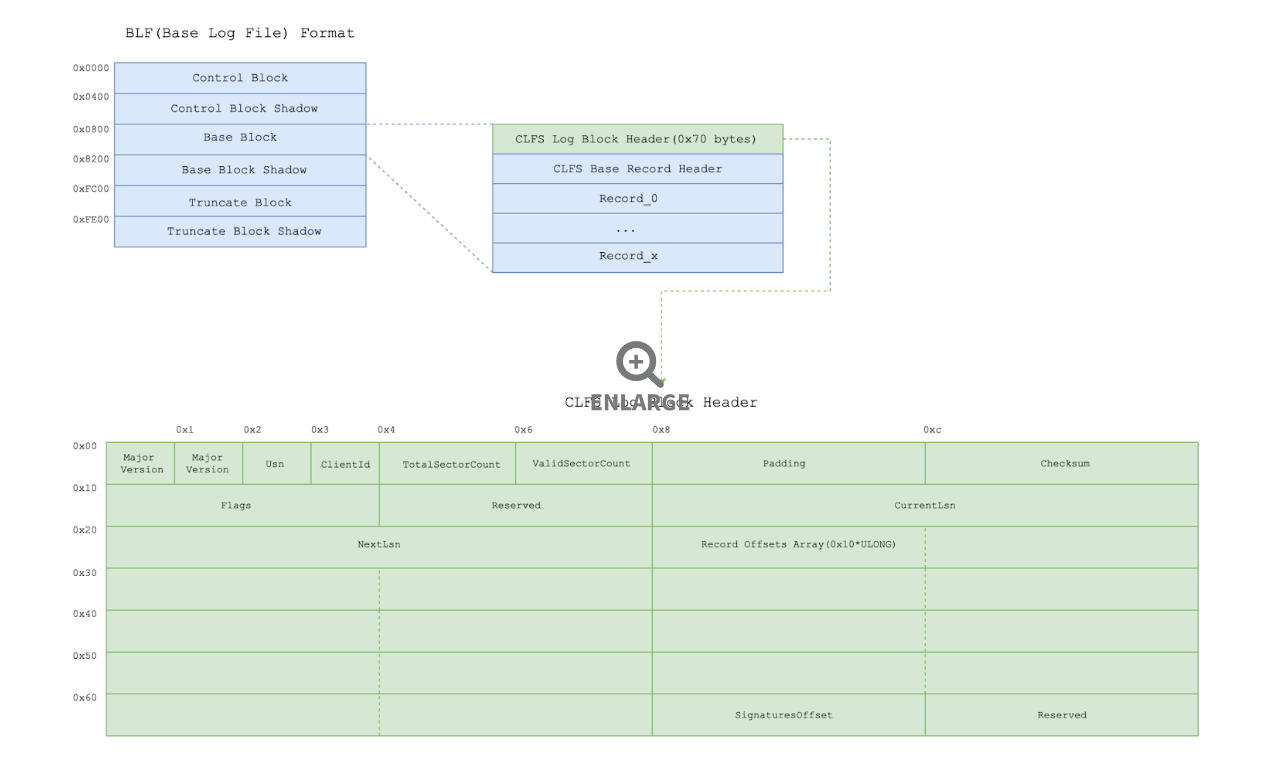 BLF(Base Log File) Format
0x0000
Control Block
0x0400
Control Block Shadow
0x0800
Base Block
0x8200
Base Block Shadow
0xFC00
Truncate Block
0xFE00
Truncate Block Shadow
CLFS Log Block Header(0x70 bytes)
CLFS Base Record Header
Record_0
...
Record_x
ENLARGE
CLFS Log Block Header
0x1 0x2 0x3 0x4 0x6 0x8 0xc
0x00
Major
Version
Major
Version
Usn
ClientId
TotalSectorCount
ValidSectorCount
Padding
Checksum
0x10
Flags
Reserved
CurrentLsn
0x20
NextLsn
Record Offsets Array(0x10*ULONG)
0x30
0x40
0x50
0x60
SignaturesOffset
Reserved